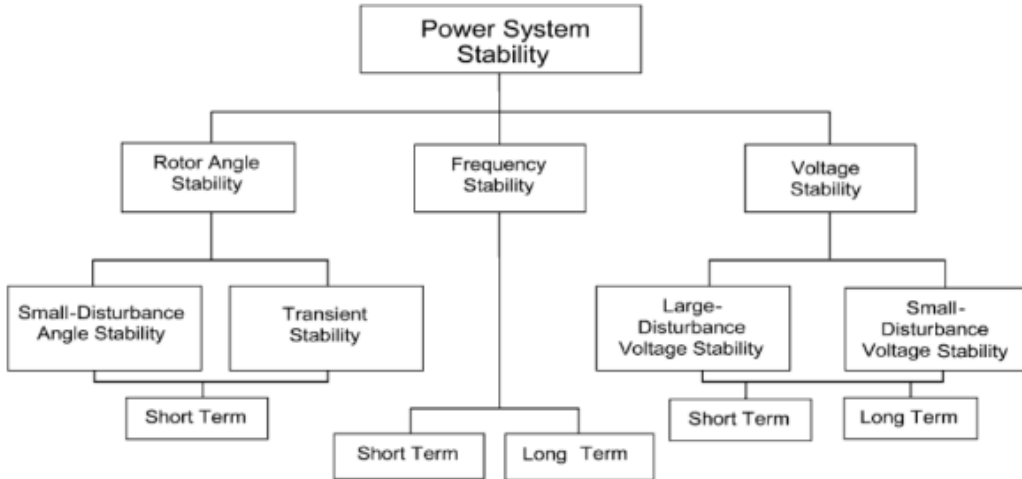 Power System
Stability
Rotor Angle
Stability
Frequency
Stability
Voltage
Stability
Small-Disturbance
Angle Stability
Transient
Stability
Large-
Disturbance
Voltage Stability
Small-
Disturbance
Voltage Stability
Short Term
Short Term
Long Term
Short Term
Long Term